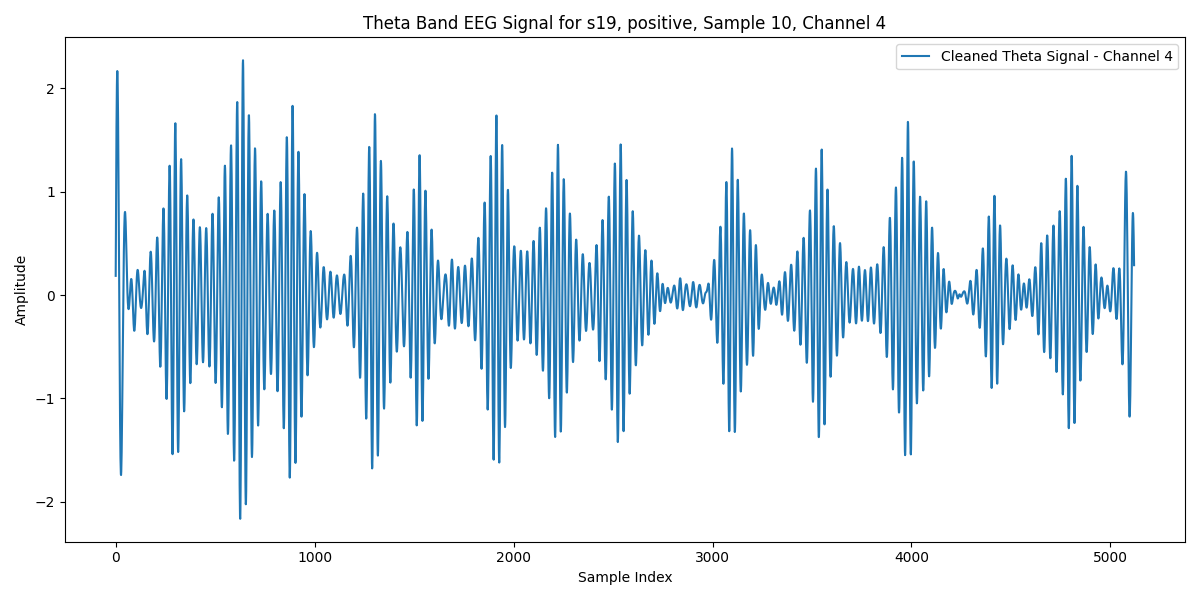 Theta Band EEG Signal for s19, positive, Sample 10, Channel 4
Cleaned Theta Signal - Channel 4
Amplitude
2
1
0
−1
−2
0 1000 2000 3000 4000 5000
Sample Index